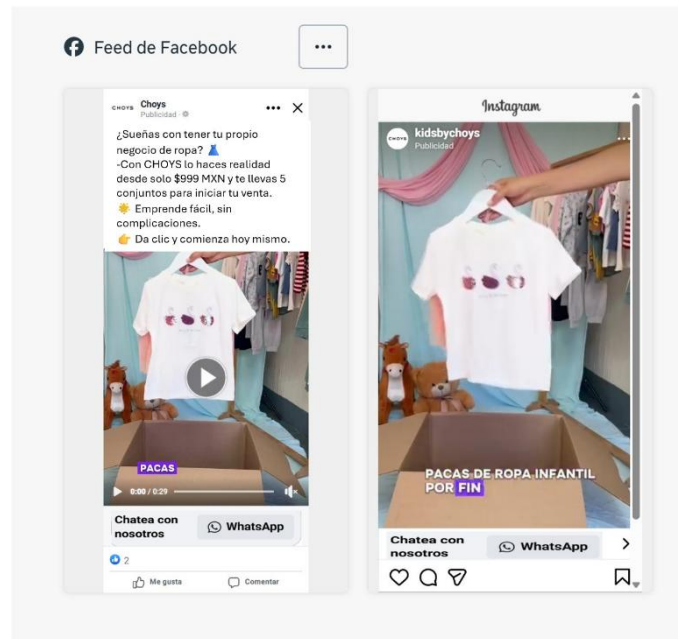 Feed de Facebook
...
CHOYS Choys
Publicidad
¿Sueñas con tener tu propio
negocio de ropa? 👗
-Con CHOYS lo haces realidad
desde solo $999 MXN y te llevas 5
conjuntos para iniciar tu venta.
🌟 Emprende fácil, sin
complicaciones.
👉 Da clic y comienza hoy mismo.
PACAS
0:00 / 0:29
Chatea con
nosotros
WhatsApp
2
Me gusta
Comentar
Instagram
CHOYS
kidsbychoys
Publicidad
PACAS DE ROPA INFANTIL
POR FIN
Chatea con
nosotros
WhatsApp